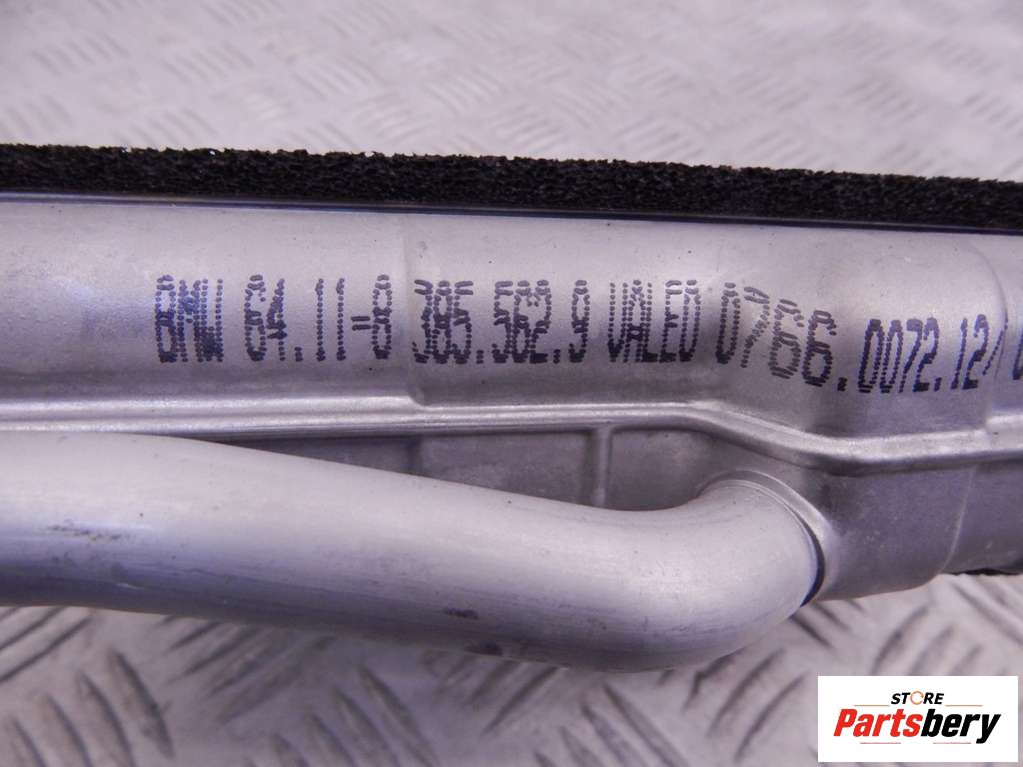 BMW 64.11-8 385.562.9 VALEO 0766.0072.12/
STORE
Partsbery